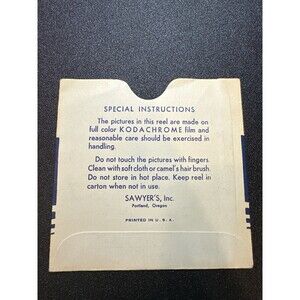 SPECIAL INSTRUCTIONS
The pictures in this reel are made on
full color KODACHROME film and
reasonable care should be exercised in
handling.
Do not touch the pictures with fingers.
Clean with soft cloth or camel's hair brush.
Do not store in hot place. Keep reel in
carton when not in use.
SAWYER'S, Inc.
Portland, Oregon
PRINTED IN U. S. A.